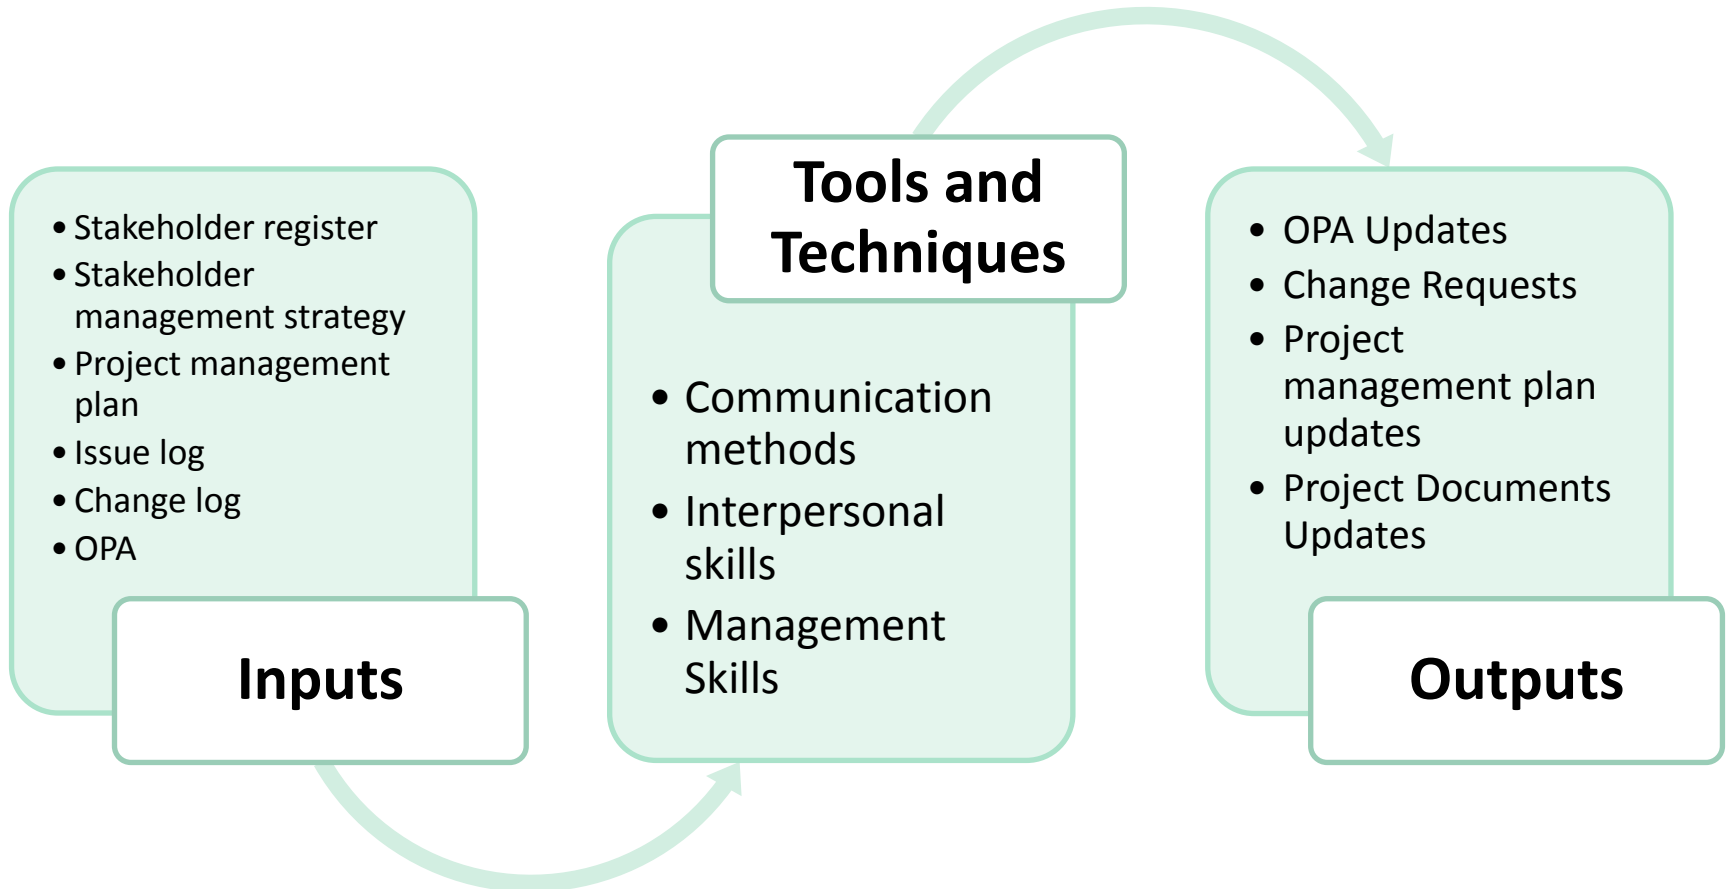 • Stakeholder register
• Stakeholder
management strategy
• Project management
plan
• Issue log
• Change log
• OPA
Inputs
Tools and
Techniques
• Communication
methods
• Interpersonal
skills
• Management
Skills
• OPA Updates
• Change Requests
• Project
management plan
updates
• Project Documents
Updates
Outputs